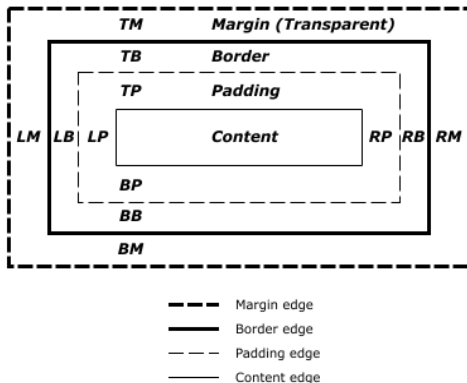 TM Margin (Transparent)
TB Border
TP Padding
LM LB LP Content RP RB RM
BP
BB
BM
Margin edge
Border edge
Padding edge
Content edge